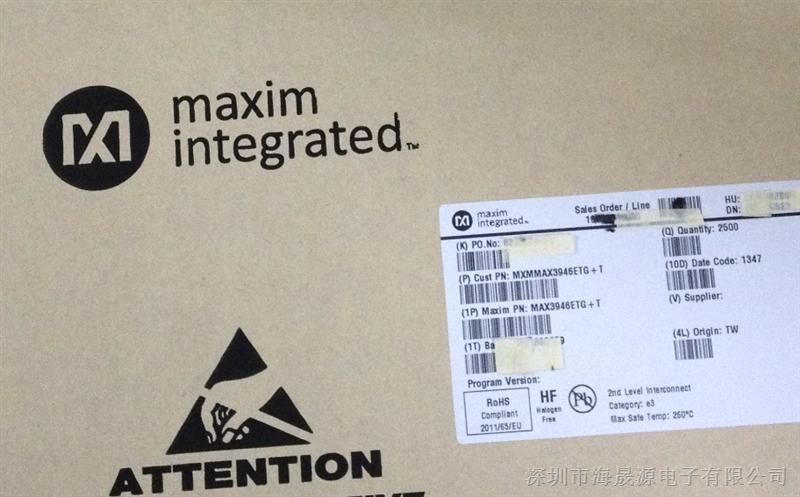 maxim
integrated™
maxim
integrated™
Sales Order / Line
HU:
DN:
(K) PO.No:
(Q) Quantity: 2500
(P) Cust PN: MXMMAX3946ETG+T
(10D) Date Code: 1347
(1P) Maxim PN: MAX3946ETG+T
(V) Supplier:
(1T) Ba
(4L) Origin: TW
Program Version:
RoHS
Compliant
2011/65/EU
HF
Halogen
Free
Pb
2nd Level Interconnect
Category: e3
Max Safe Temp: 260°C
ATTENTION
深圳市海晟源电子有限公司